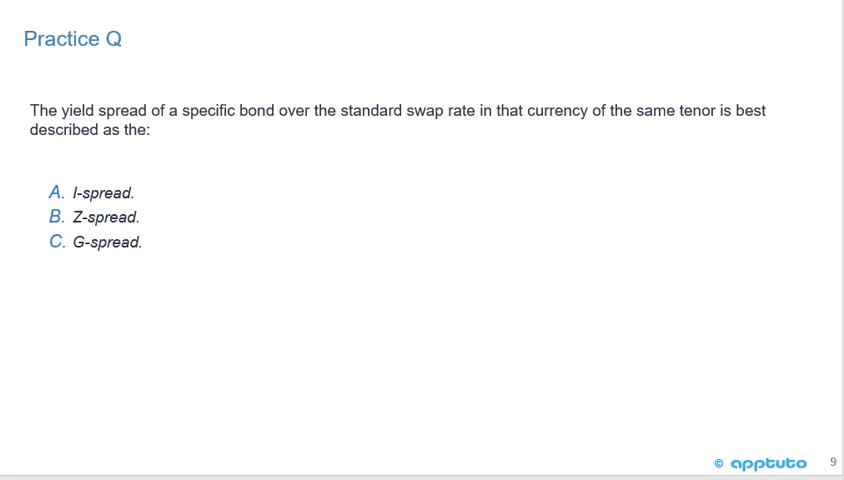 Practice Q
The yield spread of a specific bond over the standard swap rate in that currency of the same tenor is best
described as the:
A. I-spread.
B. Z-spread.
C. G-spread.
© apptuto 9